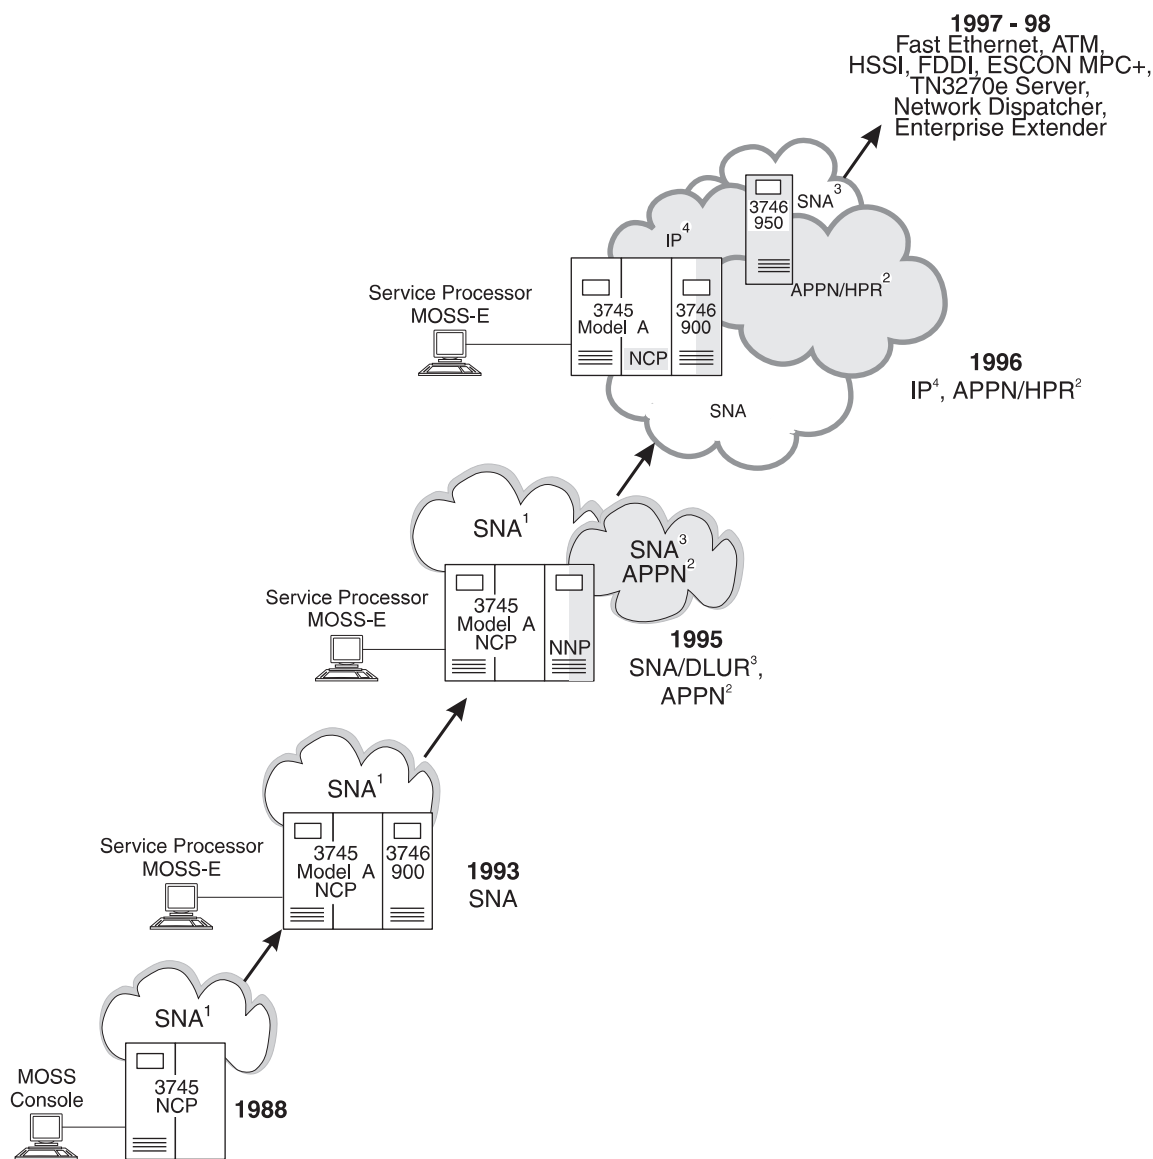 1997 - 98
Fast Ethernet, ATM,
HSSI, FDDI, ESCON MPC+,
TN3270e Server,
Network Dispatcher,
Enterprise Extender
SNA³
3746
950
IP⁴
APPN/HPR²
Service Processor
MOSS-E
3745
Model A
NCP
3746
900
SNA
1996
IP⁴, APPN/HPR²
SNA¹
SNA³
APPN²
Service Processor
MOSS-E
3745
Model A
NCP
NNP
1995
SNA/DLUR³,
APPN²
SNA¹
Service Processor
MOSS-E
3745
Model A
NCP
3746
900
1993
SNA
SNA¹
MOSS
Console
3745
NCP
1988